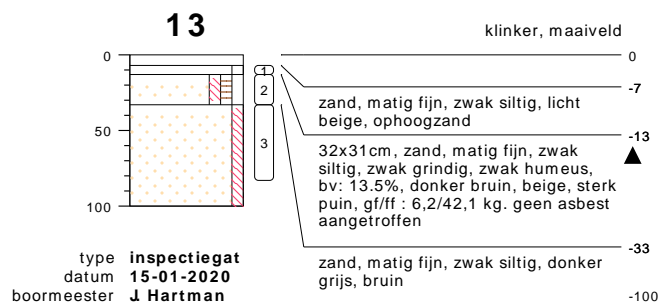 13
klinker, maaiveld
0
0
1
-7
2
zand, matig fijn, zwak siltig, licht
beige, ophoogzand
50
-13
3
32x31cm, zand, matig fijn, zwak
siltig, zwak grindig, zwak humeus,
bv: 13.5%, donker bruin, beige, sterk
puin, gf/ff : 6,2/42,1 kg. geen asbest
aangetroffen
100
-33
zand, matig fijn, zwak siltig, donker
grijs, bruin
-100
type inspectiegat
datum 15-01-2020
boormeester J. Hartman